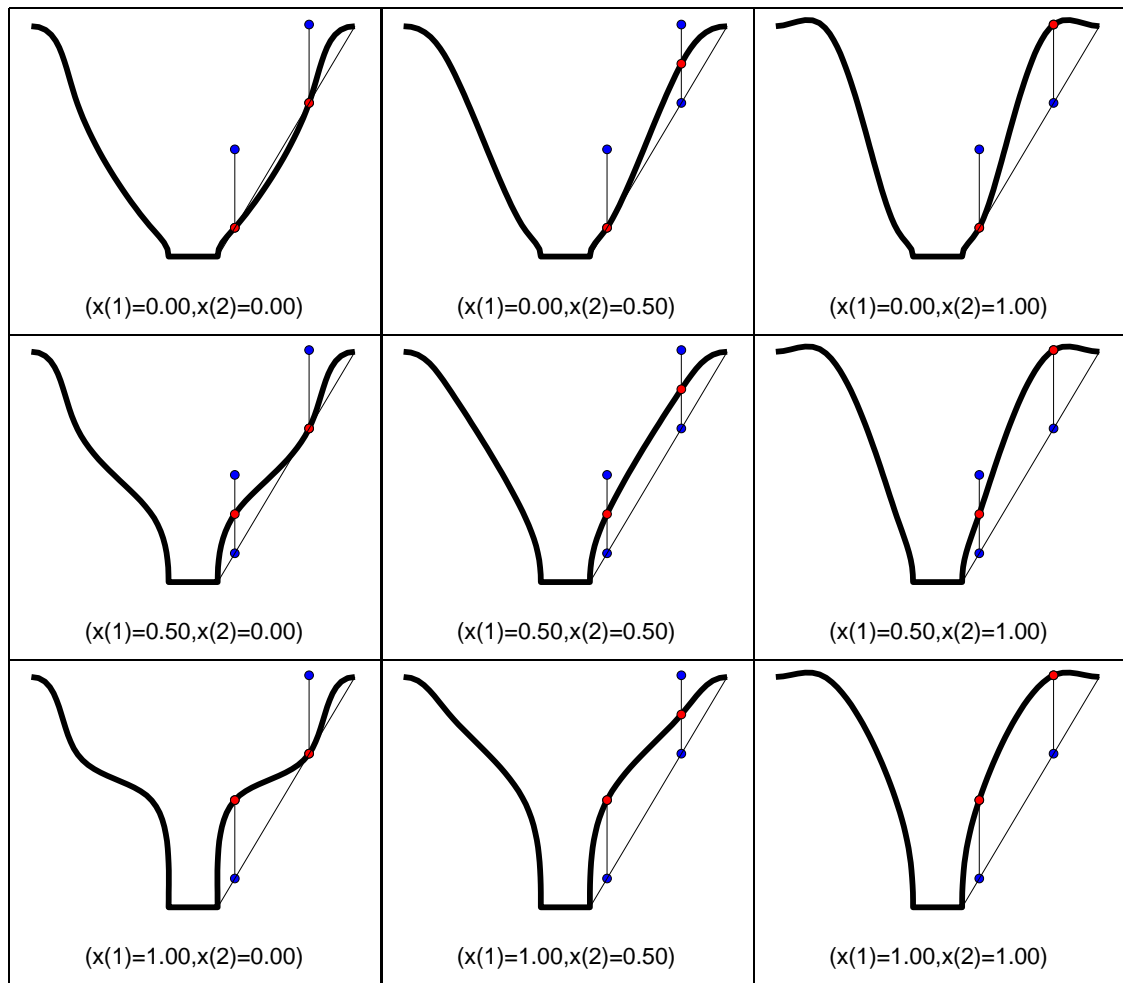 (x(1)=0.00,x(2)=0.00)
(x(1)=0.00,x(2)=0.50)
(x(1)=0.00,x(2)=1.00)
(x(1)=0.50,x(2)=0.00)
(x(1)=0.50,x(2)=0.50)
(x(1)=0.50,x(2)=1.00)
(x(1)=1.00,x(2)=0.00)
(x(1)=1.00,x(2)=0.50)
(x(1)=1.00,x(2)=1.00)